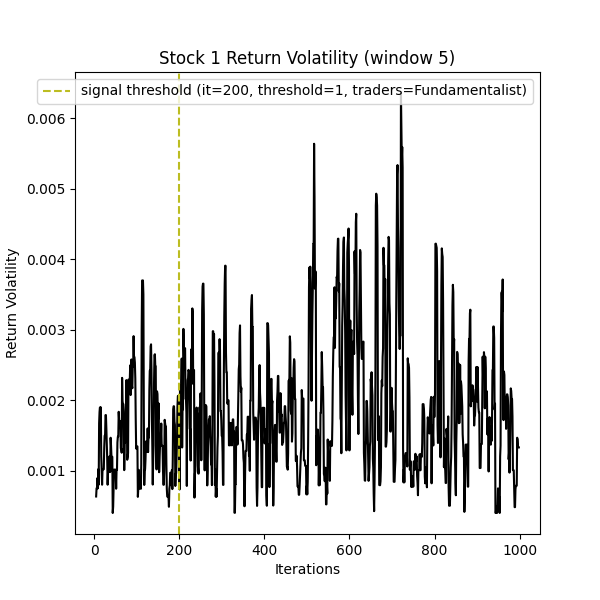 Stock 1 Return Volatility (window 5)
signal threshold (it=200, threshold=1, traders=Fundamentalist)
0.006
0.005
0.004
0.003
0.002
0.001
Return Volatility
0 200 400 600 800 1000
Iterations